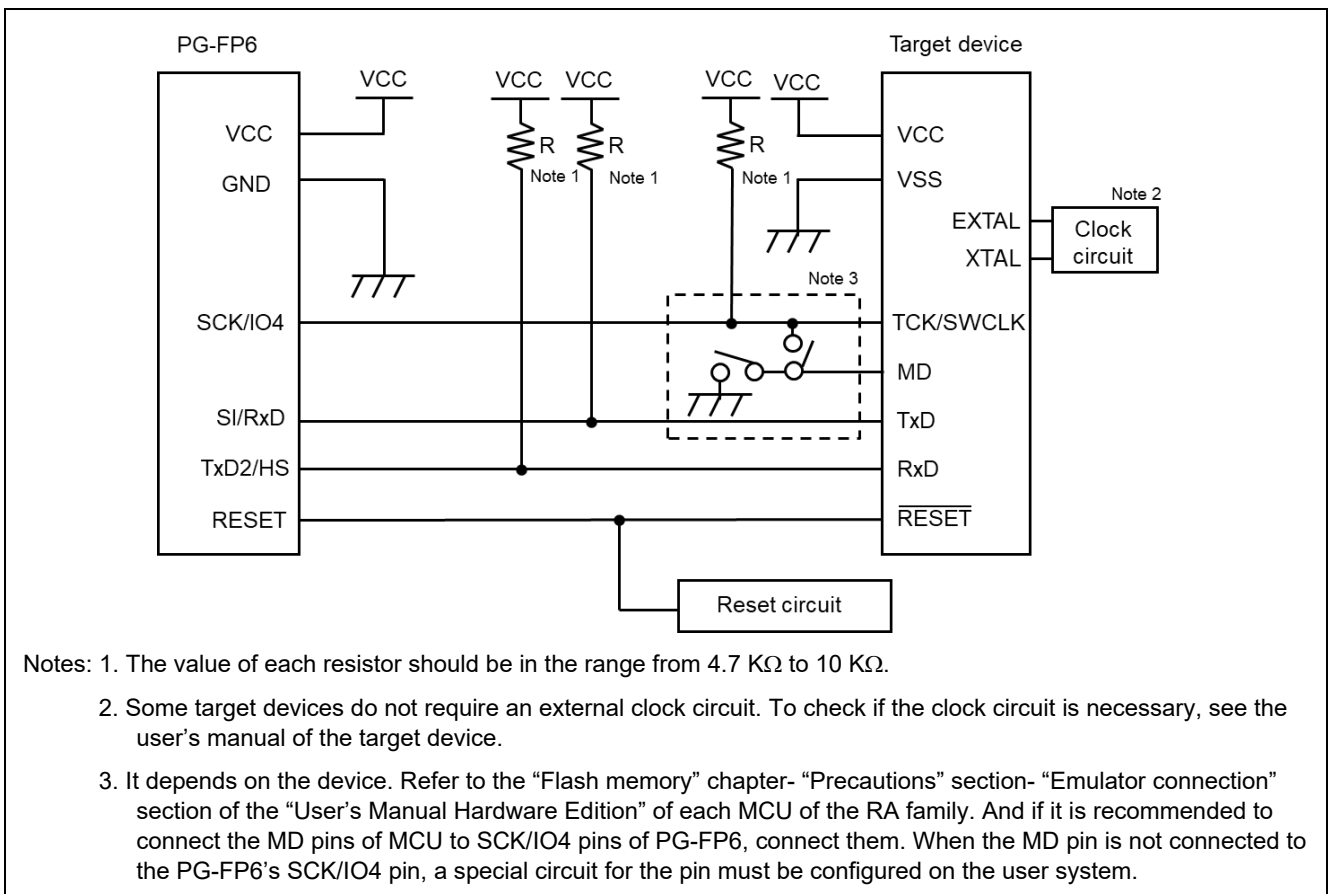 PG-FP6
Target device
VCC
VCC
VCC
VCC
VCC
VCC
R
R
R
VCC
Note 1
Note 1
Note 1
GND
VSS
Note 2
EXTAL
Clock
circuit
XTAL
Note 3
SCK/IO4
TCK/SWCLK
MD
SI/RxD
TxD
TxD2/HS
RxD
RESET
RESET
Reset circuit
Notes: 1. The value of each resistor should be in the range from 4.7 KΩ to 10 KΩ.
2. Some target devices do not require an external clock circuit. To check if the clock circuit is necessary, see the
user’s manual of the target device.
3. It depends on the device. Refer to the “Flash memory” chapter- “Precautions” section- “Emulator connection”
section of the “User’s Manual Hardware Edition” of each MCU of the RA family. And if it is recommended to
connect the MD pins of MCU to SCK/IO4 pins of PG-FP6, connect them. When the MD pin is not connected to
the PG-FP6’s SCK/IO4 pin, a special circuit for the pin must be configured on the user system.